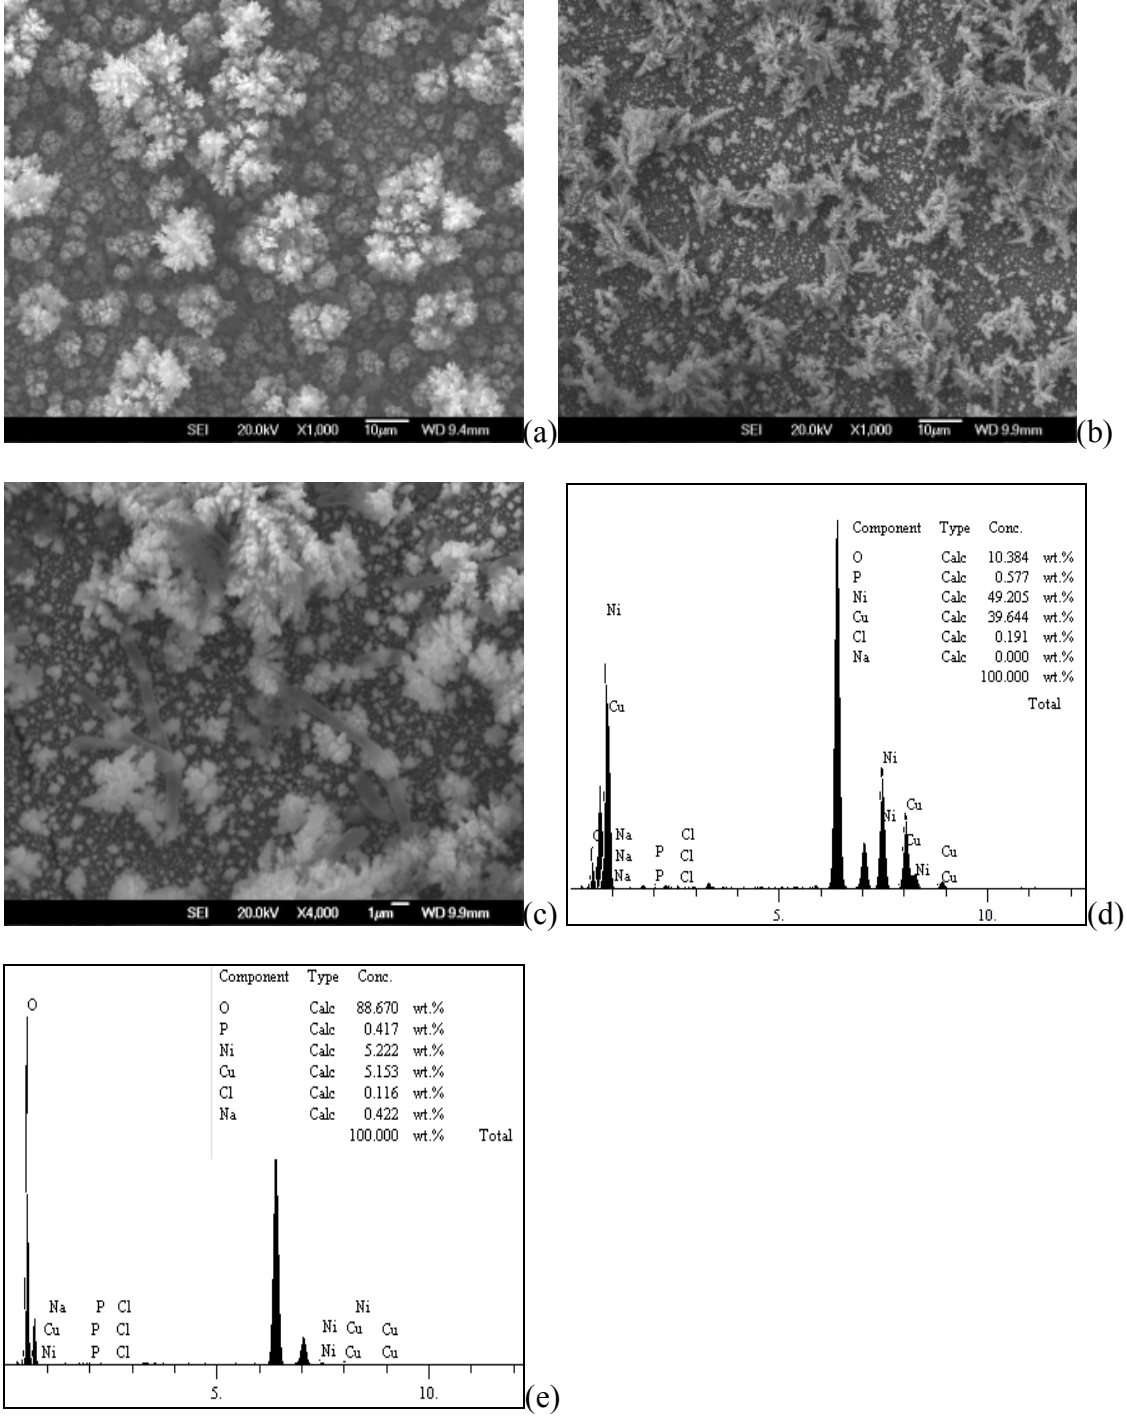 SEI 20.0kV X1,000 10µm WD 9.4mm (a)
SEI 20.0kV X1,000 10µm WD 9.9mm (b)
SEI 20.0kV X4,000 1µm WD 9.9mm (c)
Component Type Conc.
O Calc 10.384 wt.%
P Calc 0.577 wt.%
Ni Calc 49.205 wt.%
Cu Calc 39.644 wt.%
Cl Calc 0.191 wt.%
Na Calc 0.000 wt.%
100.000 wt.%
Total
Ni
Cu
Ni
Cu
Ni
Cu
Na Cl
P Cu
Na Cl
Ni
Na P Cl Cu
5. 10. (d)
Component Type Conc.
O
O Calc 88.670 wt.%
P Calc 0.417 wt.%
Ni Calc 5.222 wt.%
Cu Calc 5.153 wt.%
Cl Calc 0.116 wt.%
Na Calc 0.422 wt.%
100.000 wt.% Total
Na P Cl Ni
Cu P Cl Ni Cu Cu
Ni P Cl Ni Cu Cu
5. 10. (e)